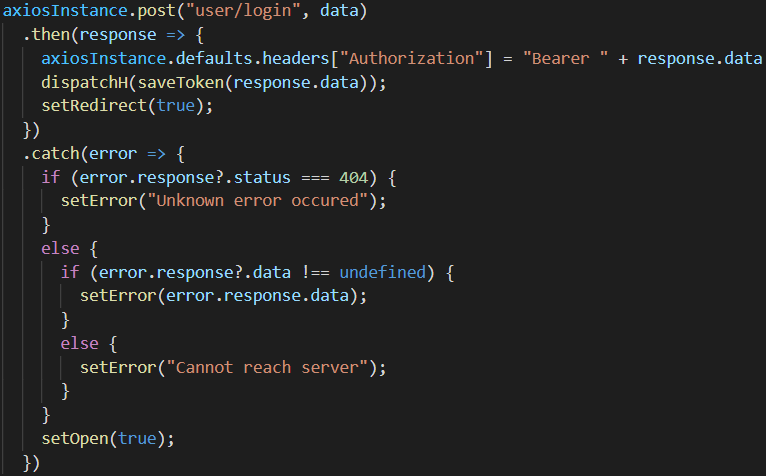 axiosInstance.post("user/login", data)
  .then(response => {
    axiosInstance.defaults.headers["Authorization"] = "Bearer " + response.data
    dispatchH(saveToken(response.data));
    setRedirect(true);
  })
  .catch(error => {
    if (error.response?.status === 404) {
      setError("Unknown error occured");
    }
    else {
      if (error.response?.data !== undefined) {
        setError(error.response.data);
      }
      else {
        setError("Cannot reach server");
      }
    }
    setOpen(true);
  })